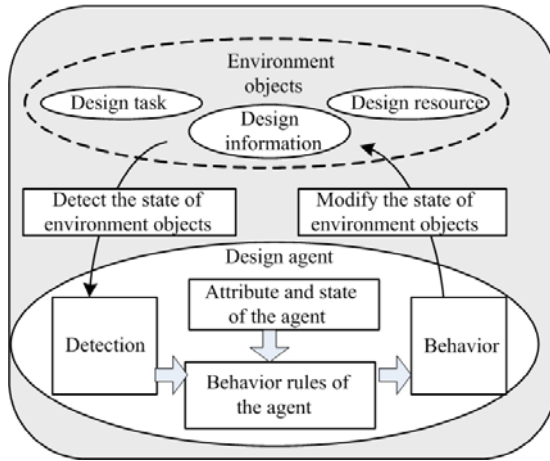 Environment
objects
Design task
Design resource
Design
information
Detect the state of
environment objects
Modify the state of
environment objects
Design agent
Attribute and state
of the agent
Detection
Behavior
Behavior rules of
the agent